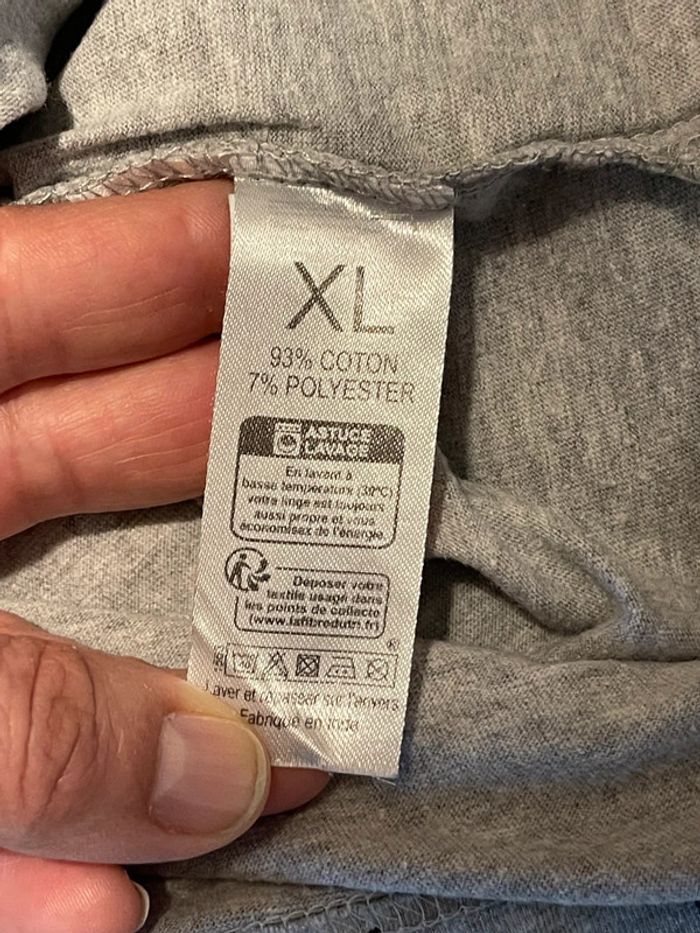 XL
93% COTON
7% POLYESTER
ASTUCE
LAVAGE
En lavant à
basse température (30°C)
votre linge est toujours
aussi propre et vous
économisez de l'énergie
Déposer votre
textile usagé dans
les points de collecte
(www.lafibredutri.fr)
®
Laver et repasser sur l'envers
Fabriqué en Inde